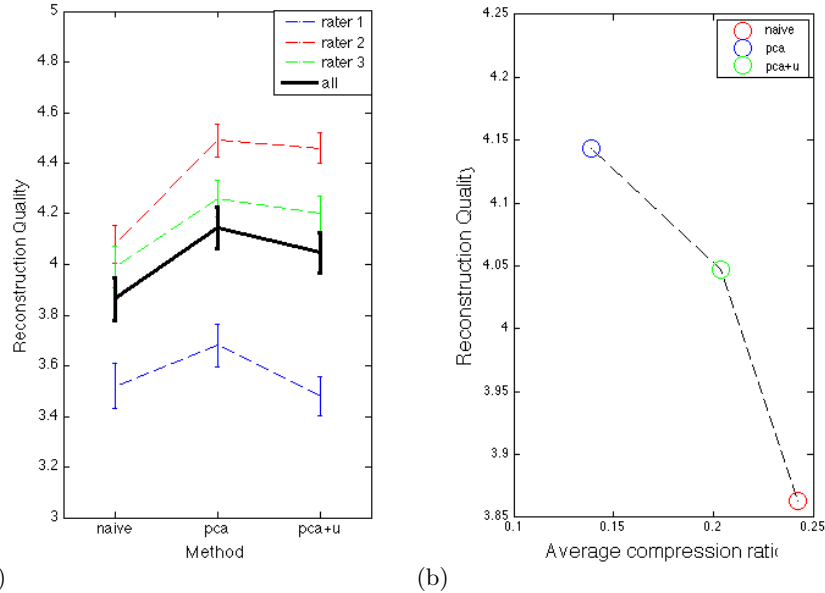 5
4.8
4.6
4.4
4.2
4
3.8
3.6
3.4
3.2
3
Reconstruction Quality
rater 1
rater 2
rater 3
all
naive
pca
pca+u
Method
)
4.25
4.2
4.15
4.1
4.05
4
3.95
3.9
3.85
Reconstruction Quality
naive
pca
pca+u
0.1
0.15
0.2
0.25
Average compression ratio
(b)